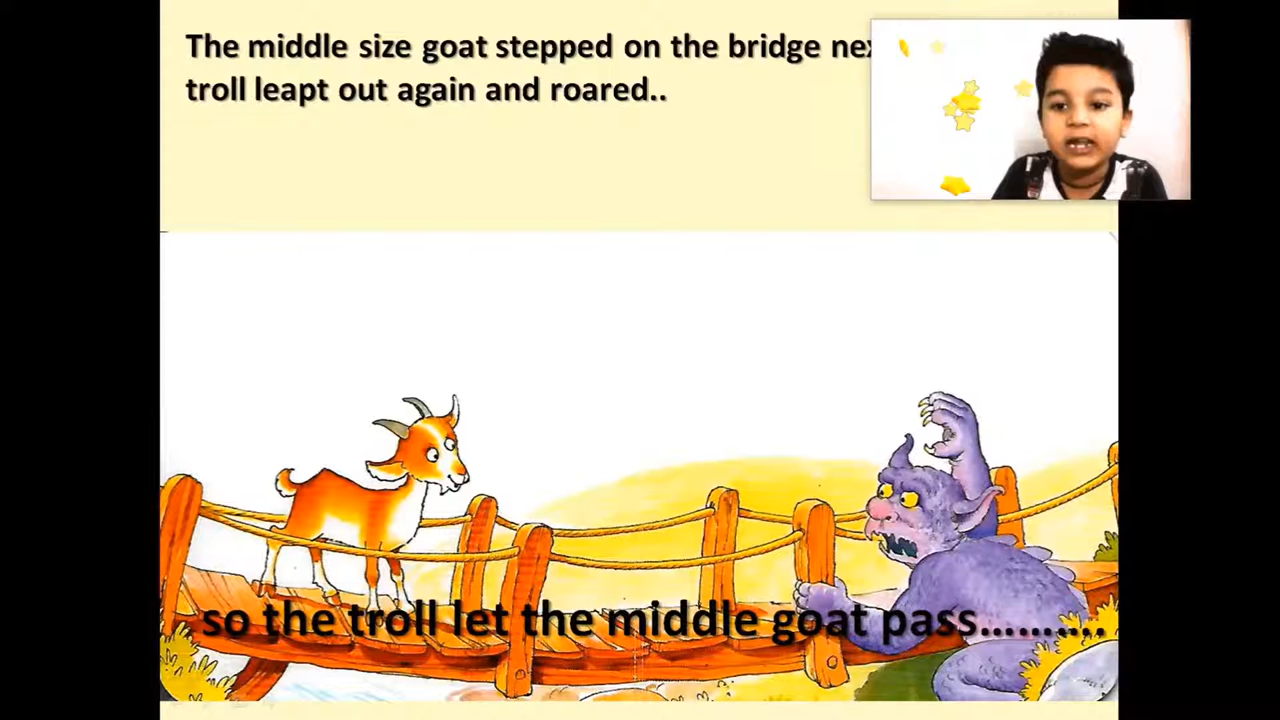 The middle size goat stepped on the bridge
troll leapt out again and roared..
so the troll let the middle goat pass..........